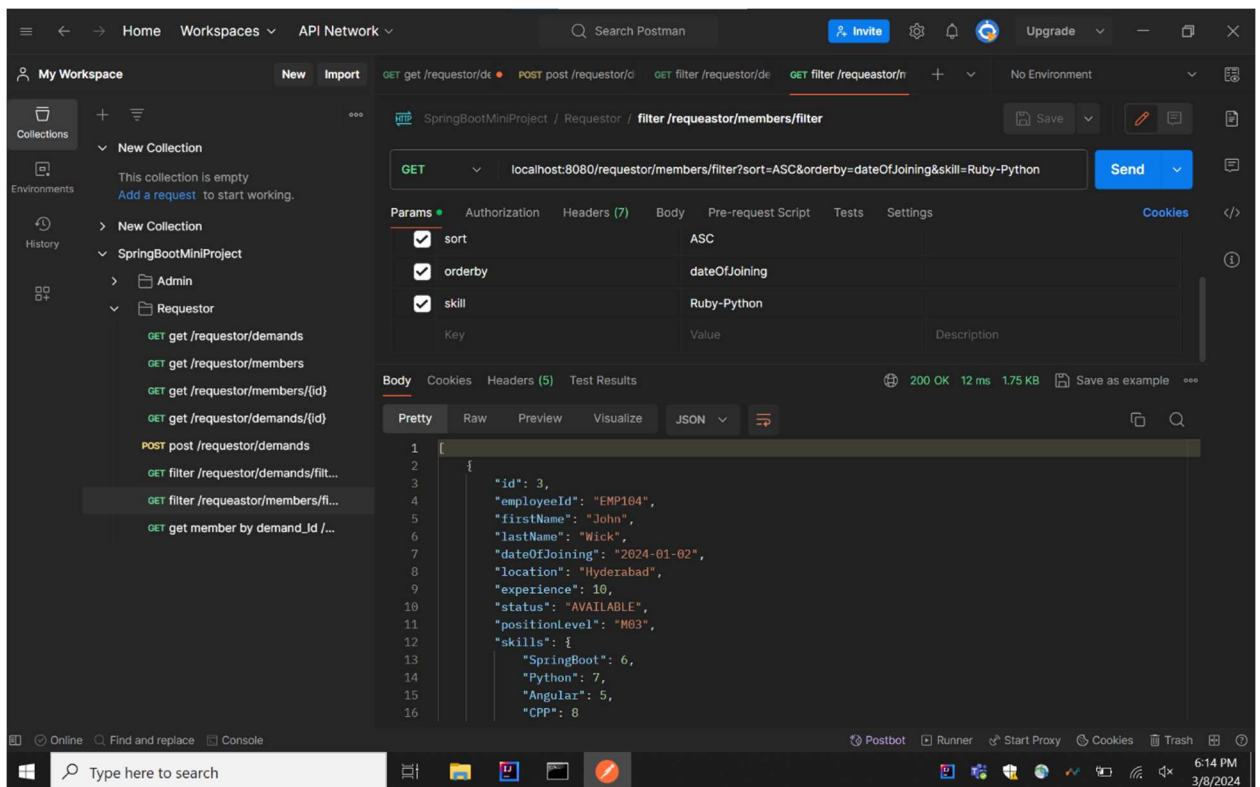 Home Workspaces API Network Search Postman Invite Upgrade
My Workspace New Import GET get /requestor/de POST post /requestor/d GET filter /requestor/de GET filter /requeastor/m No Environment
Collections
Environments
History
New Collection
This collection is empty
Add a request to start working.
New Collection
SpringBootMiniProject
Admin
Requestor
GET get /requestor/demands
GET get /requestor/members
GET get /requestor/members/{id}
GET get /requestor/demands/{id}
POST post /requestor/demands
GET filter /requestor/demands/filt...
GET filter /requeastor/members/fi...
GET get member by demand_Id /...
HTTP SpringBootMiniProject / Requestor / filter /requeastor/members/filter Save
GET localhost:8080/requestor/members/filter?sort=ASC&orderby=dateOfJoining&skill=Ruby-Python Send
Params Authorization Headers (7) Body Pre-request Script Tests Settings Cookies
sort ASC
orderby dateOfJoining
skill Ruby-Python
Key Value Description
Body Cookies Headers (5) Test Results 200 OK 12 ms 1.75 KB Save as example
Pretty Raw Preview Visualize JSON
1 [
2 {
3 "id": 3,
4 "employeeId": "EMP104",
5 "firstName": "John",
6 "lastName": "Wick",
7 "dateOfJoining": "2024-01-02",
8 "location": "Hyderabad",
9 "experience": 10,
10 "status": "AVAILABLE",
11 "positionLevel": "M03",
12 "skills": {
13 "SpringBoot": 6,
14 "Python": 7,
15 "Angular": 5,
16 "CPP": 8
Online Find and replace Console Postbot Runner Start Proxy Cookies Trash
Type here to search 6:14 PM
3/8/2024